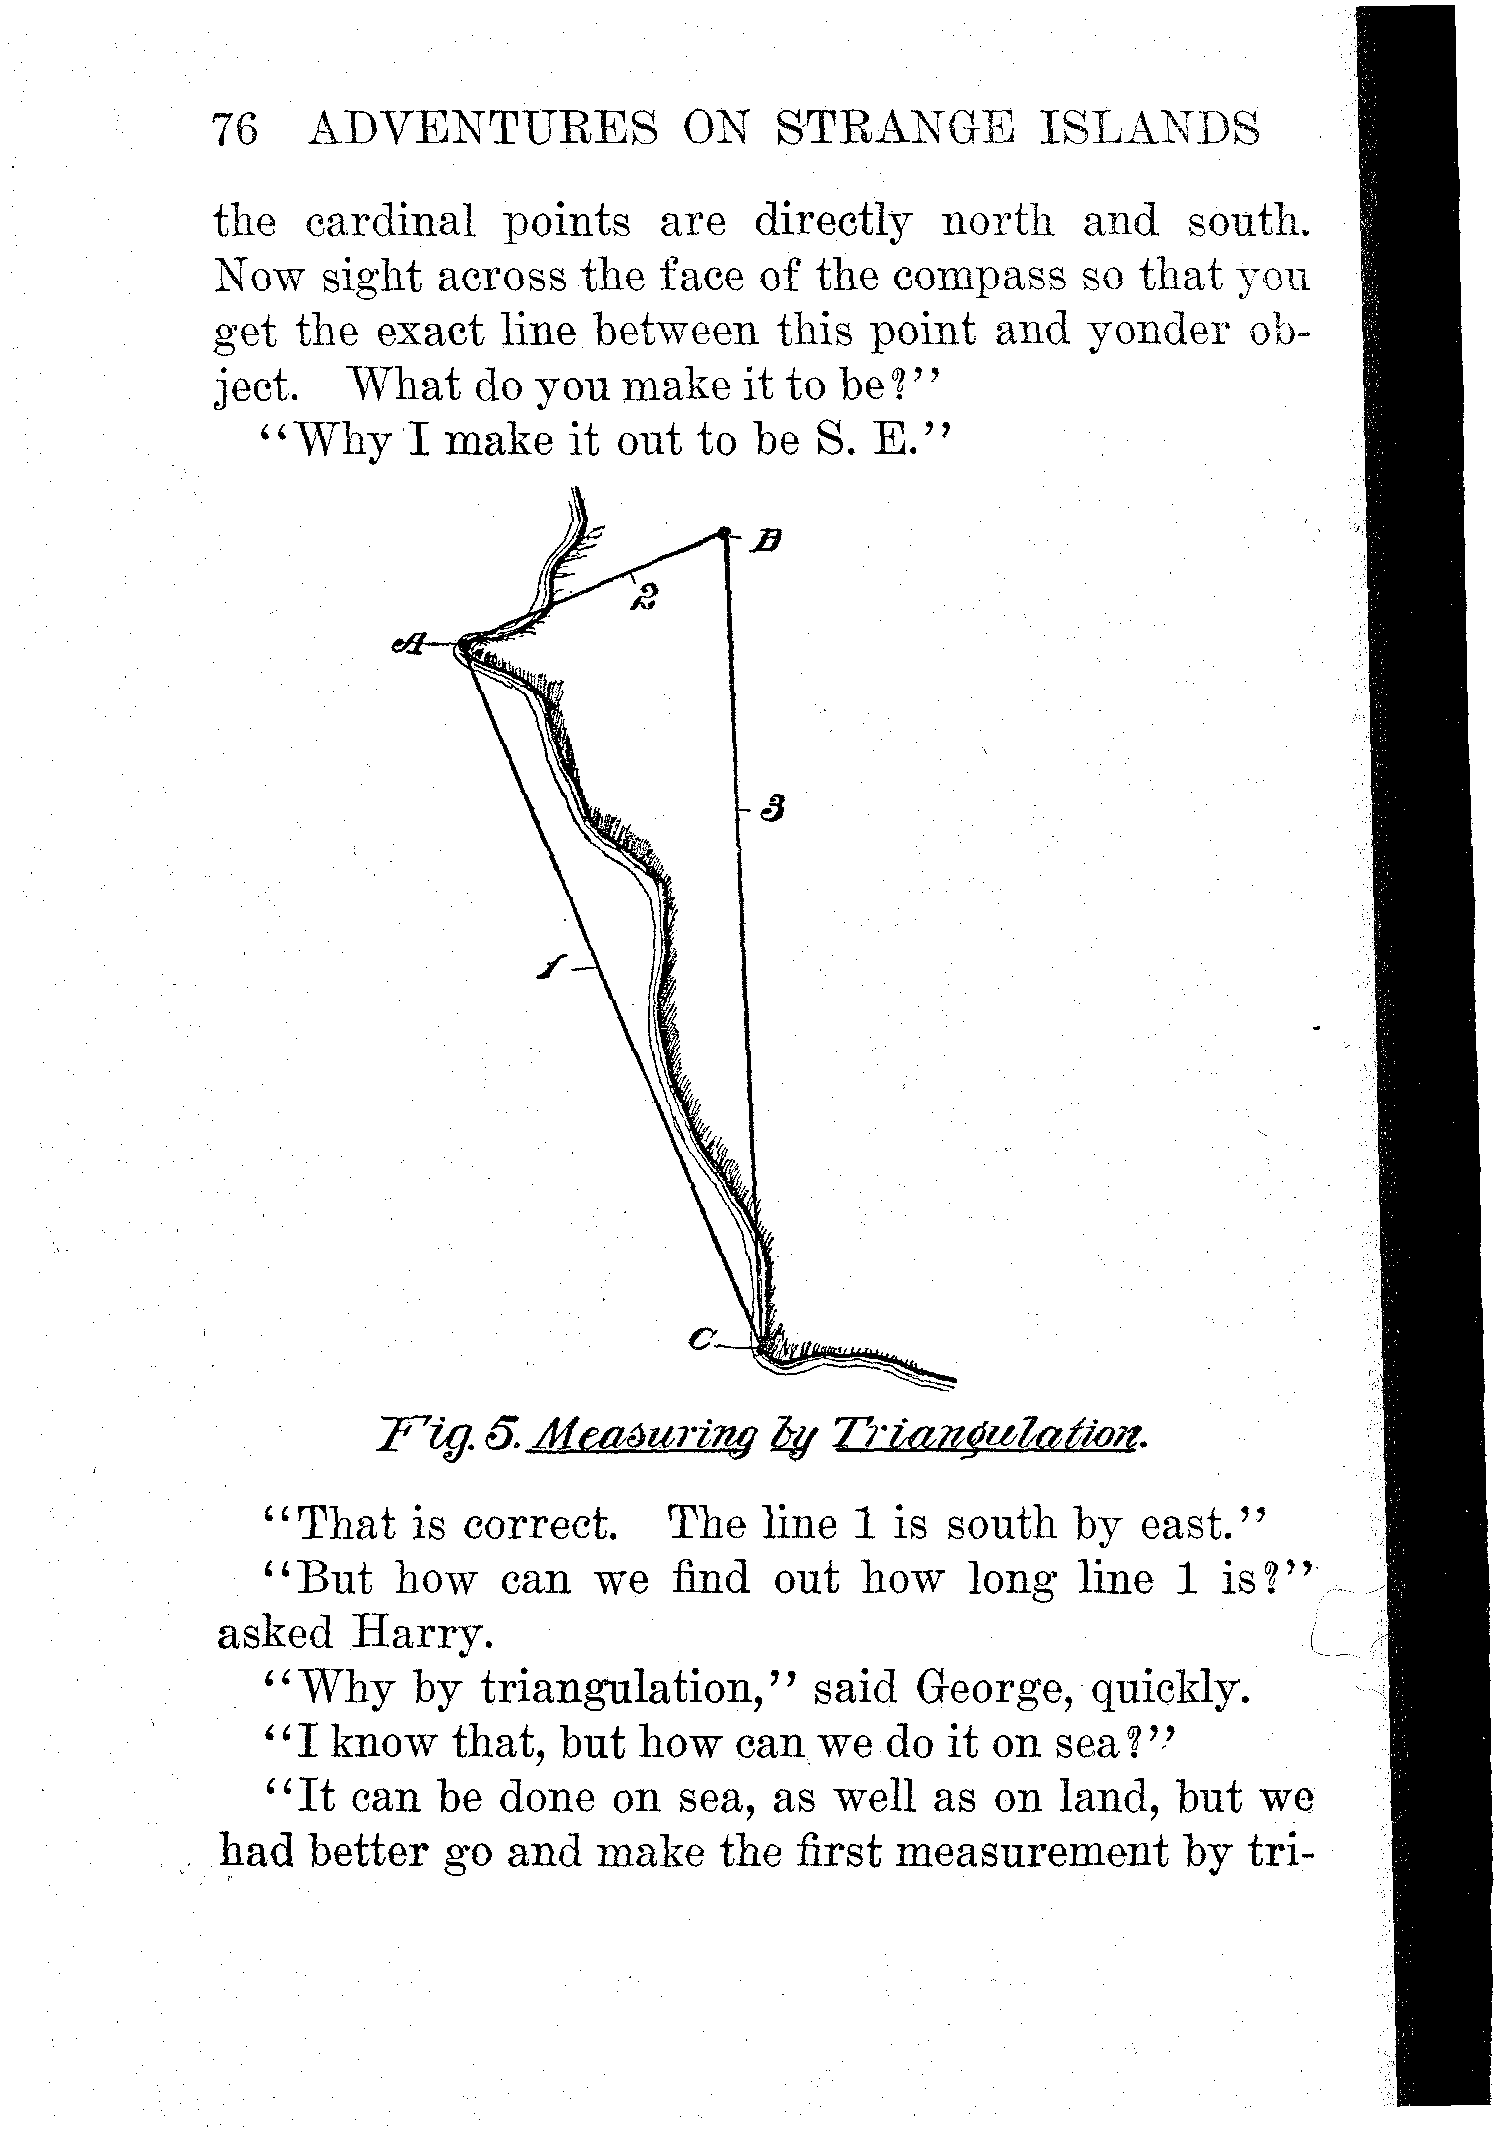 76 ADVENTURES ON STRANGE ISLANDS
the cardinal points are directly north and south.
Now sight across the face of the compass so that you
get the exact line between this point and yonder ob-
ject. What do you make it to be?"
"Why I make it out to be S. E."
B
2
A
3
1
C
Fig. 5. Measuring by Triangulation.
"That is correct. The line 1 is south by east."
"But how can we find out how long line 1 is?"
asked Harry.
"Why by triangulation," said George, quickly.
"I know that, but how can we do it on sea?"
"It can be done on sea, as well as on land, but we
had better go and make the first measurement by tri-